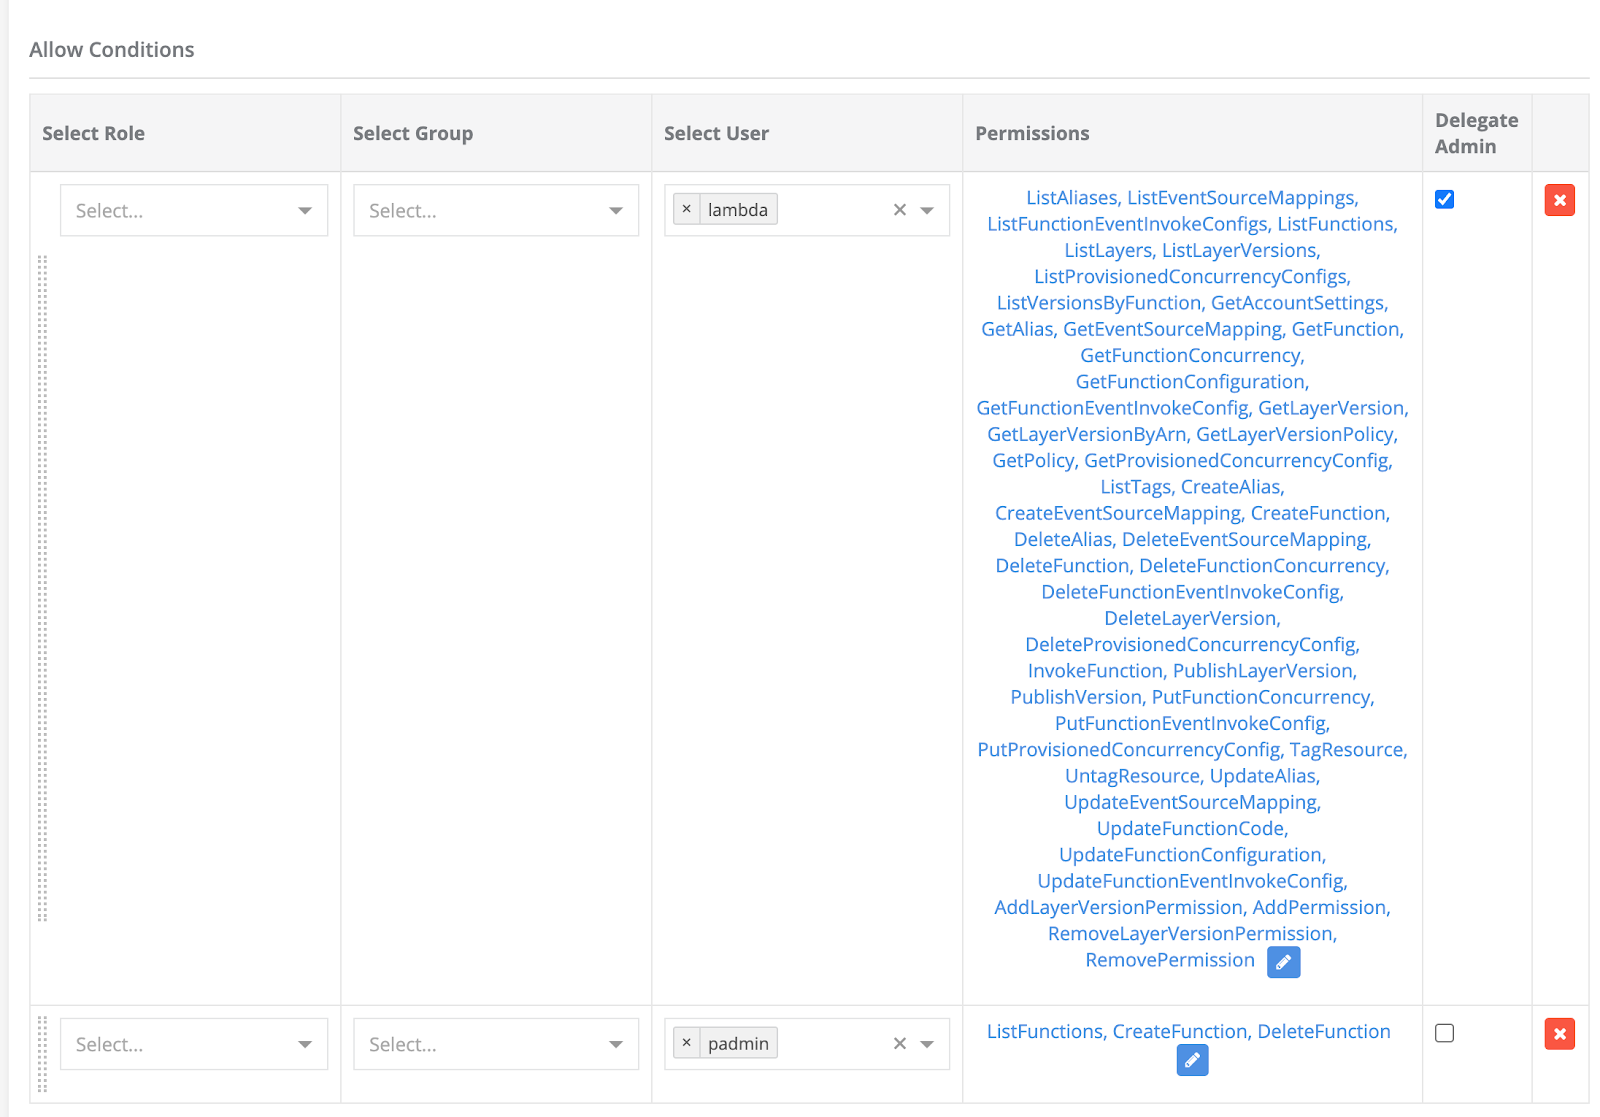 Allow Conditions
Select Role
Select Group
Select User
Permissions
Delegate
Admin
Select...
Select...
× lambda ×
ListAliases, ListEventSourceMappings,
ListFunctionEventInvokeConfigs, ListFunctions,
ListLayers, ListLayerVersions,
ListProvisionedConcurrencyConfigs,
ListVersionsByFunction, GetAccountSettings,
GetAlias, GetEventSourceMapping, GetFunction,
GetFunctionConcurrency,
GetFunctionConfiguration,
GetFunctionEventInvokeConfig, GetLayerVersion,
GetLayerVersionByArn, GetLayerVersionPolicy,
GetPolicy, GetProvisionedConcurrencyConfig,
ListTags, CreateAlias,
CreateEventSourceMapping, CreateFunction,
DeleteAlias, DeleteEventSourceMapping,
DeleteFunction, DeleteFunctionConcurrency,
DeleteFunctionEventInvokeConfig,
DeleteLayerVersion,
DeleteProvisionedConcurrencyConfig,
InvokeFunction, PublishLayerVersion,
PublishVersion, PutFunctionConcurrency,
PutFunctionEventInvokeConfig,
PutProvisionedConcurrencyConfig, TagResource,
UntagResource, UpdateAlias,
UpdateEventSourceMapping,
UpdateFunctionCode,
UpdateFunctionConfiguration,
UpdateFunctionEventInvokeConfig,
AddLayerVersionPermission, AddPermission,
RemoveLayerVersionPermission,
RemovePermission
Select...
Select...
× padmin ×
ListFunctions, CreateFunction, DeleteFunction